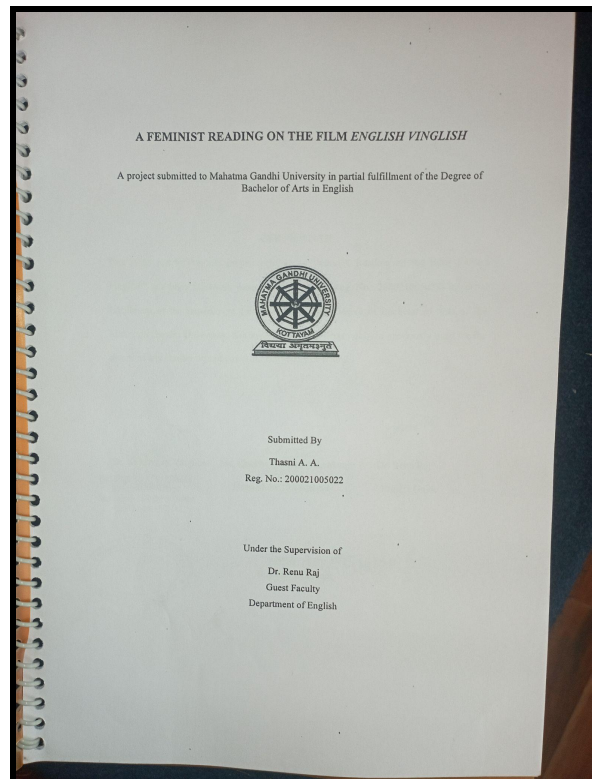 A FEMINIST READING ON THE FILM ENGLISH VINGLISH
A project submitted to Mahatma Gandhi University in partial fulfillment of the Degree of
Bachelor of Arts in English
MAHATMA GANDHI UNIVERSITY
KOTTAYAM
विद्यया अमृतमश्नुते
Submitted By
Thasni A. A.
Reg. No.: 200021005022
Under the Supervision of
Dr. Renu Raj
Guest Faculty
Department of English